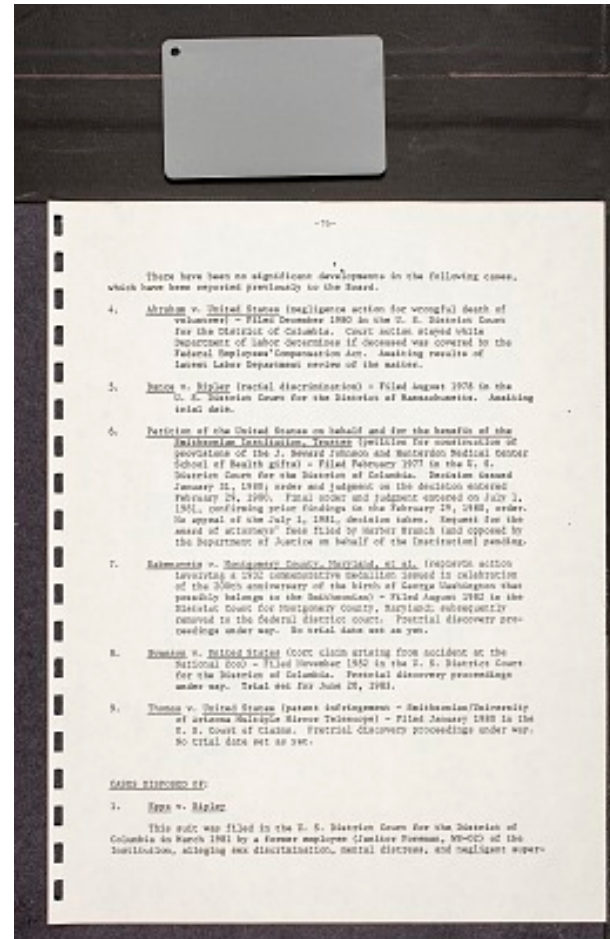 There have been no significant developments in the following cases,
which have been reported previously to the Board.
4. Abraham v. United States (negligence action for wrongful death of
volunteer) - Filed December 1980 in the U. S. District Court
for the District of Columbia. Court action stayed while
Department of Labor determines if deceased was covered by the
Federal Employees' Compensation Act. Awaiting results of
latest Labor Department review of the matter.
5. v. Ripley (racial discrimination) - Filed August 1978 in the
U. S. District Court for the District of Massachusetts. Awaiting
trial date.
6. Petition of the United States on behalf and for the benefit of the
Smithsonian Institution, Trustee (petition for construction of
provisions of the J. Seward Johnson and Hunterdon Medical Center
School of Health gifts) - Filed February 1977 in the U. S.
District Court for the District of Columbia. Decision issued
January 31, 1980; order and judgment on the decision entered
February 29, 1980. Final order and judgment entered on July 1,
1981, confirming prior findings in the February 29, 1980, order.
No appeal of the July 1, 1981, decision taken. Request for the
award of attorneys' fees filed by Harbor Branch (and opposed by
the Department of Justice on behalf of the Institution) pending.
7. v. Montgomery County, Maryland, et al. (replevin action
involving a 1932 commemorative medallion issued in celebration
of the 200th anniversary of the birth of George Washington that
possibly belongs to the Smithsonian) - Filed August 1982 in the
District Court for Montgomery County, Maryland; subsequently
removed to the federal district court. Pretrial discovery pro-
ceedings under way. No trial date set as yet.
8. v. United States (tort claim arising from accident at the
National Zoo) - Filed November 1982 in the U. S. District Court
for the District of Columbia. Pretrial discovery proceedings
under way. Trial set for June 20, 1983.
9. Thomas v. United States (patent infringement - Smithsonian/University
of Arizona Multiple Mirror Telescope) - Filed January 1980 in the
U. S. Court of Claims. Pretrial discovery proceedings under way.
No trial date set as yet.
CASES DISPOSED OF:
1. Epps v. Ripley
This suit was filed in the U. S. District Court for the District of
Columbia in March 1981 by a former employee (Janitor Foreman, WS-02) of the
Institution, alleging sex discrimination, mental distress, and negligent super-